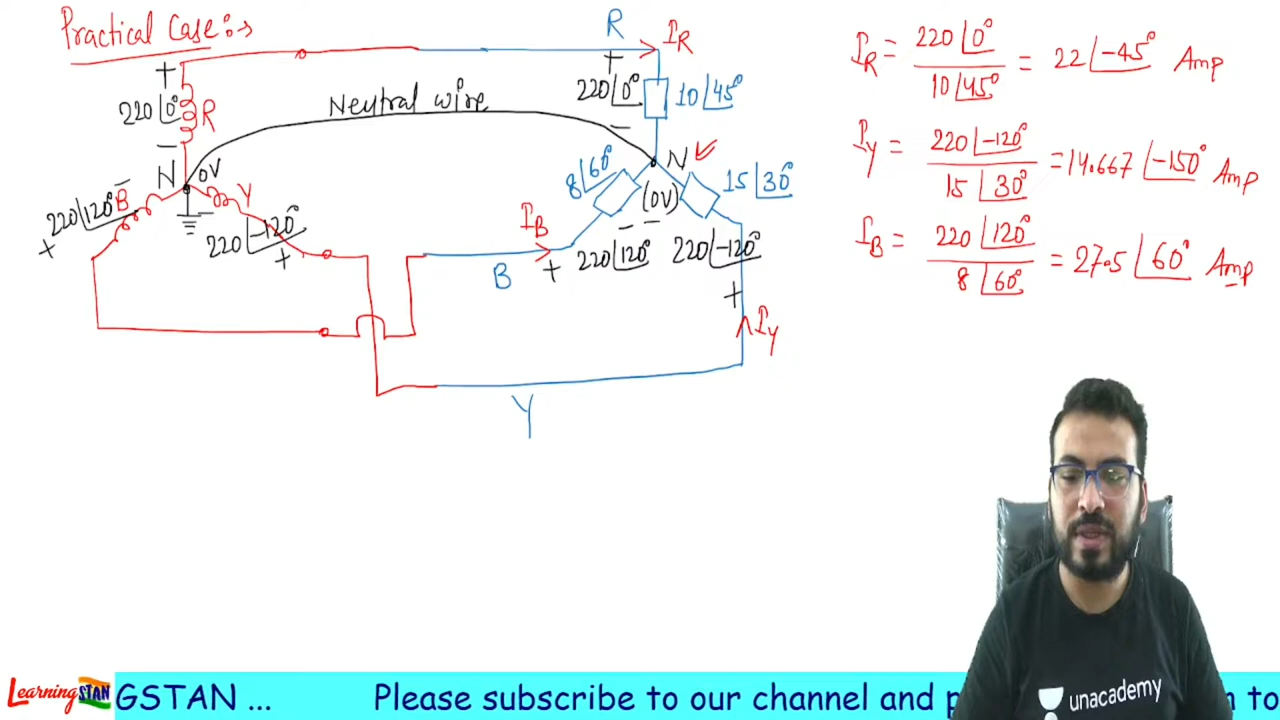 Practical Case:->
R
I_R
+
+
220∠0°
R
−
Neutral wire
220∠0°
10∠45°
−
N
0V
N
220∠120°
B
−
+
Y
−
220∠-120°
+
8∠60°
(0V)
15∠30°
I_B
B
+
−
220∠120°
−
220∠-120°
+
I_Y
Y
I_R = 220∠0° / 10∠45° = 22∠-45° Amp
I_Y = 220∠-120° / 15∠30° = 14.667∠-150° Amp
I_B = 220∠120° / 8∠60° = 27.5∠60° Amp
unacademy
LearningSTAN
GSTAN ... Please subscribe to our channel and p
n to